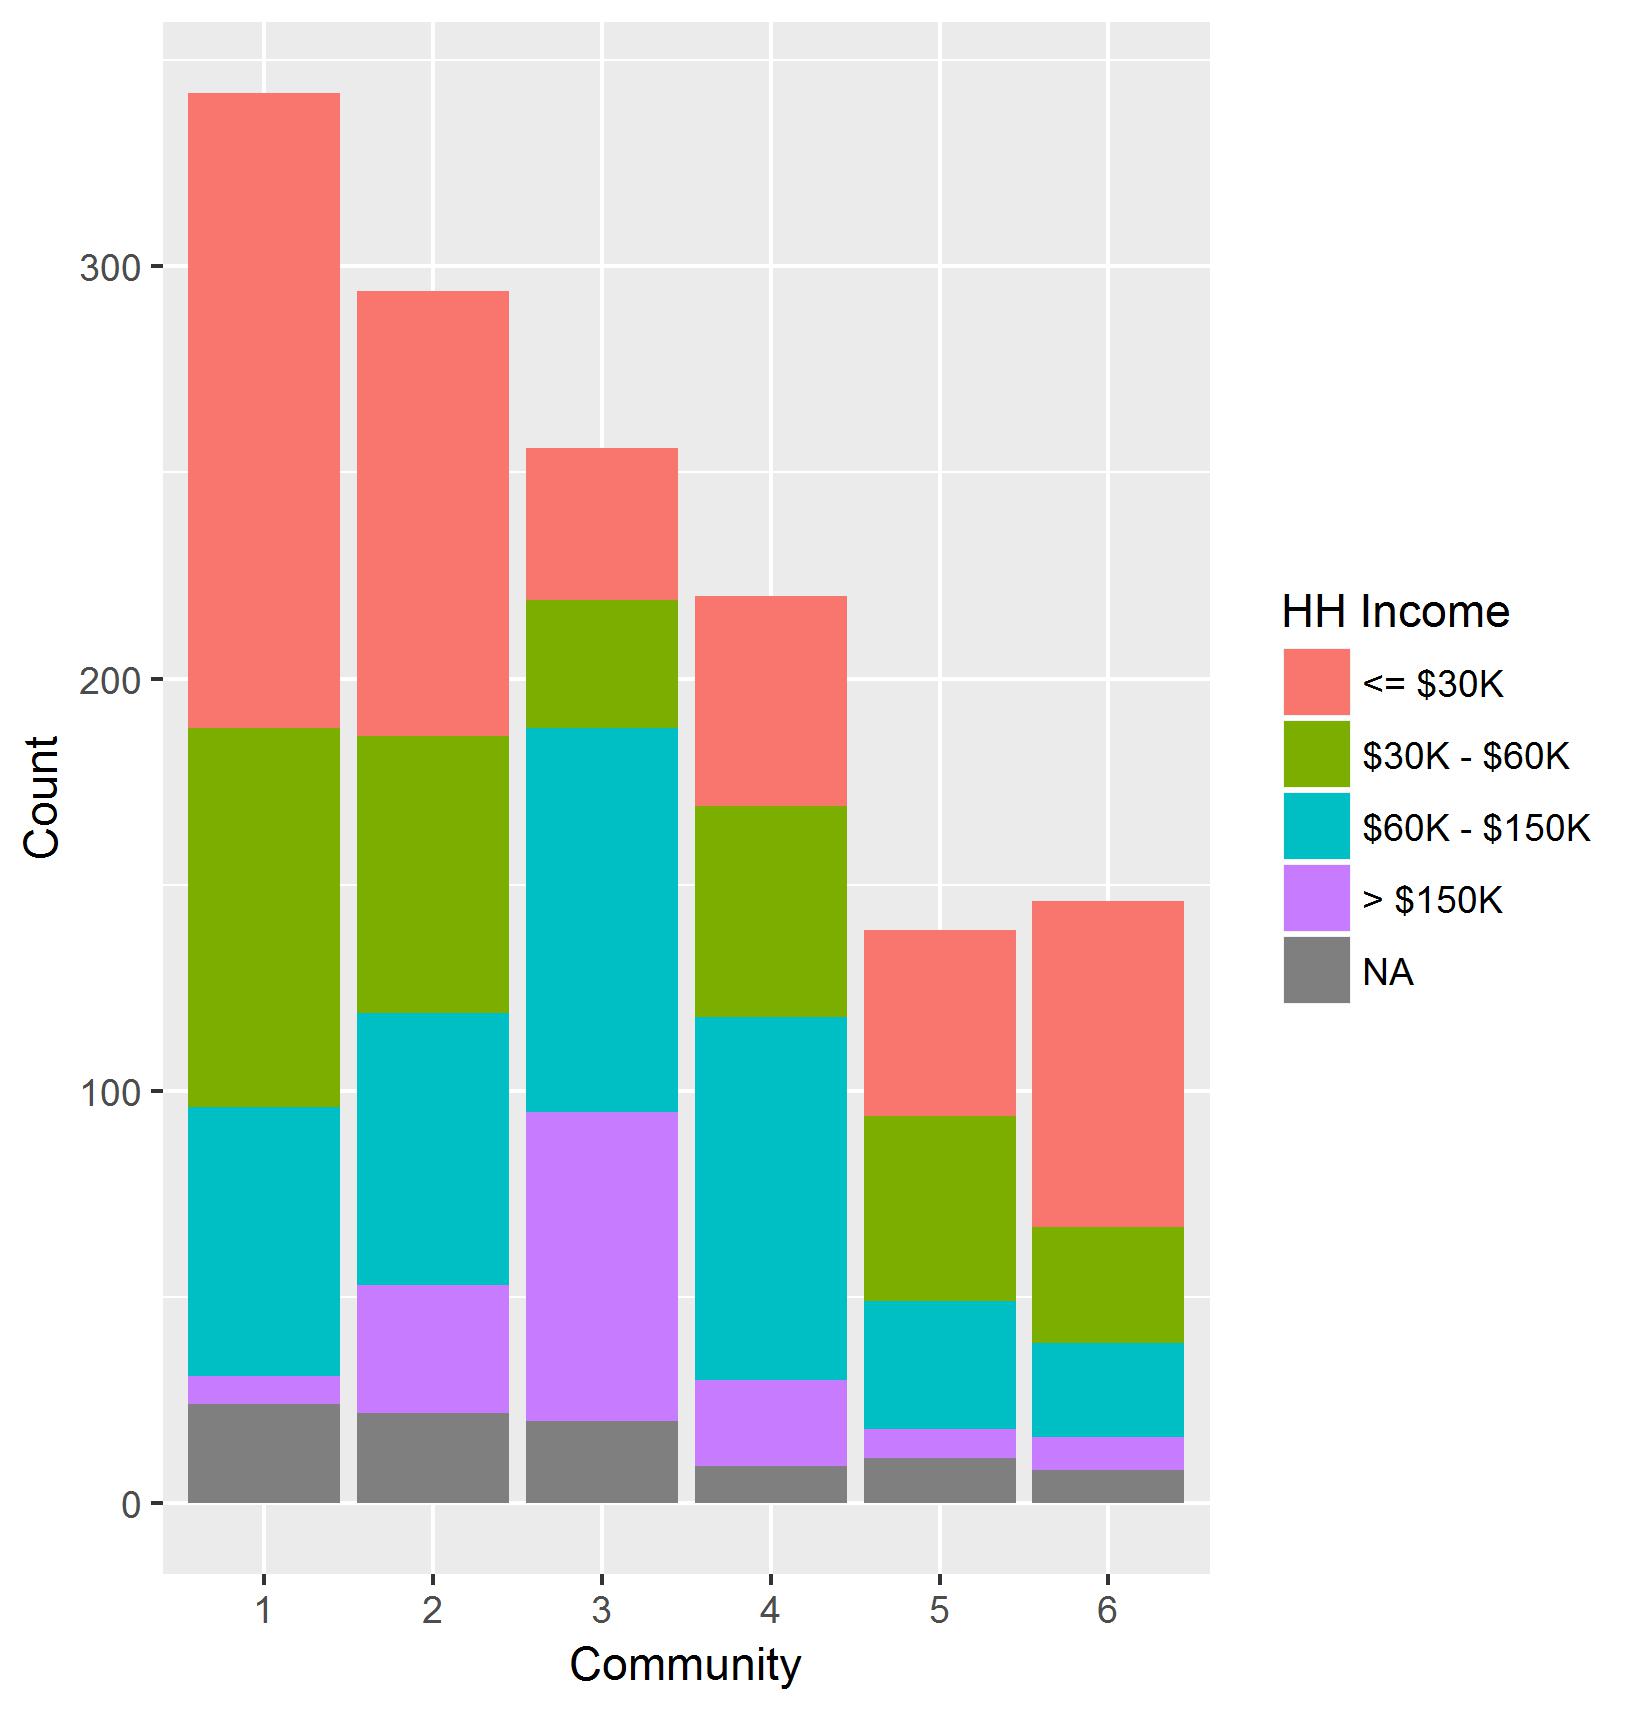 Count
300
200
100
0
1 2 3 4 5 6
Community
HH Income
<= $30K
$30K - $60K
$60K - $150K
> $150K
NA